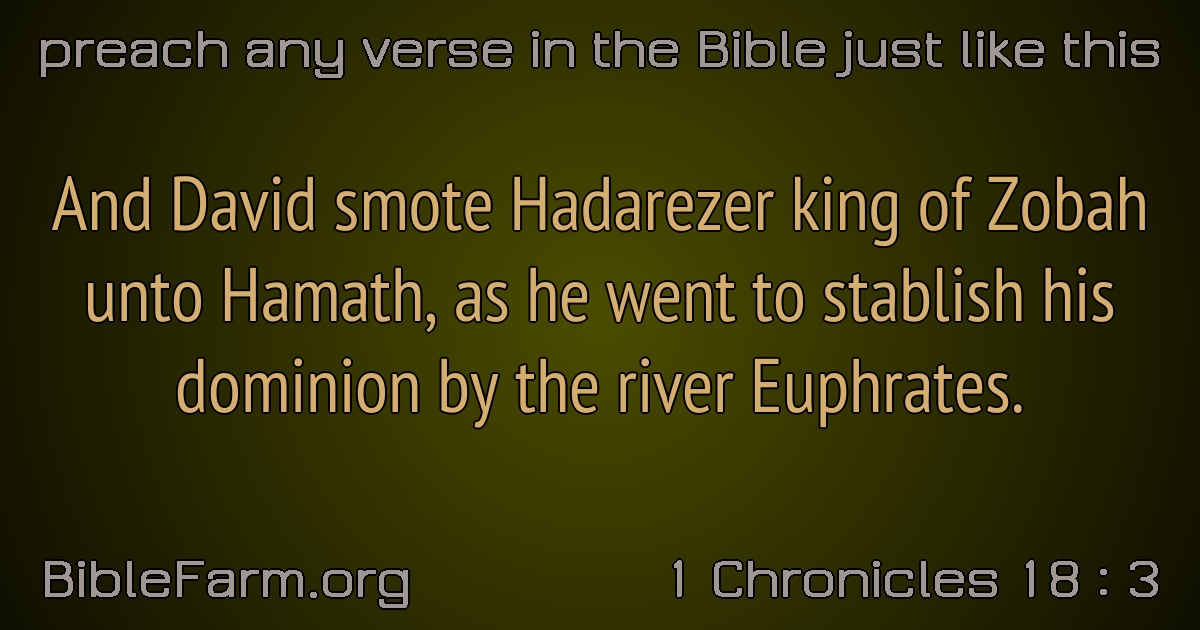 preach any verse in the Bible just like this
And David smote Hadarezer king of Zobah
unto Hamath, as he went to stablish his
dominion by the river Euphrates.
BibleFarm.org
1 Chronicles 18 : 3